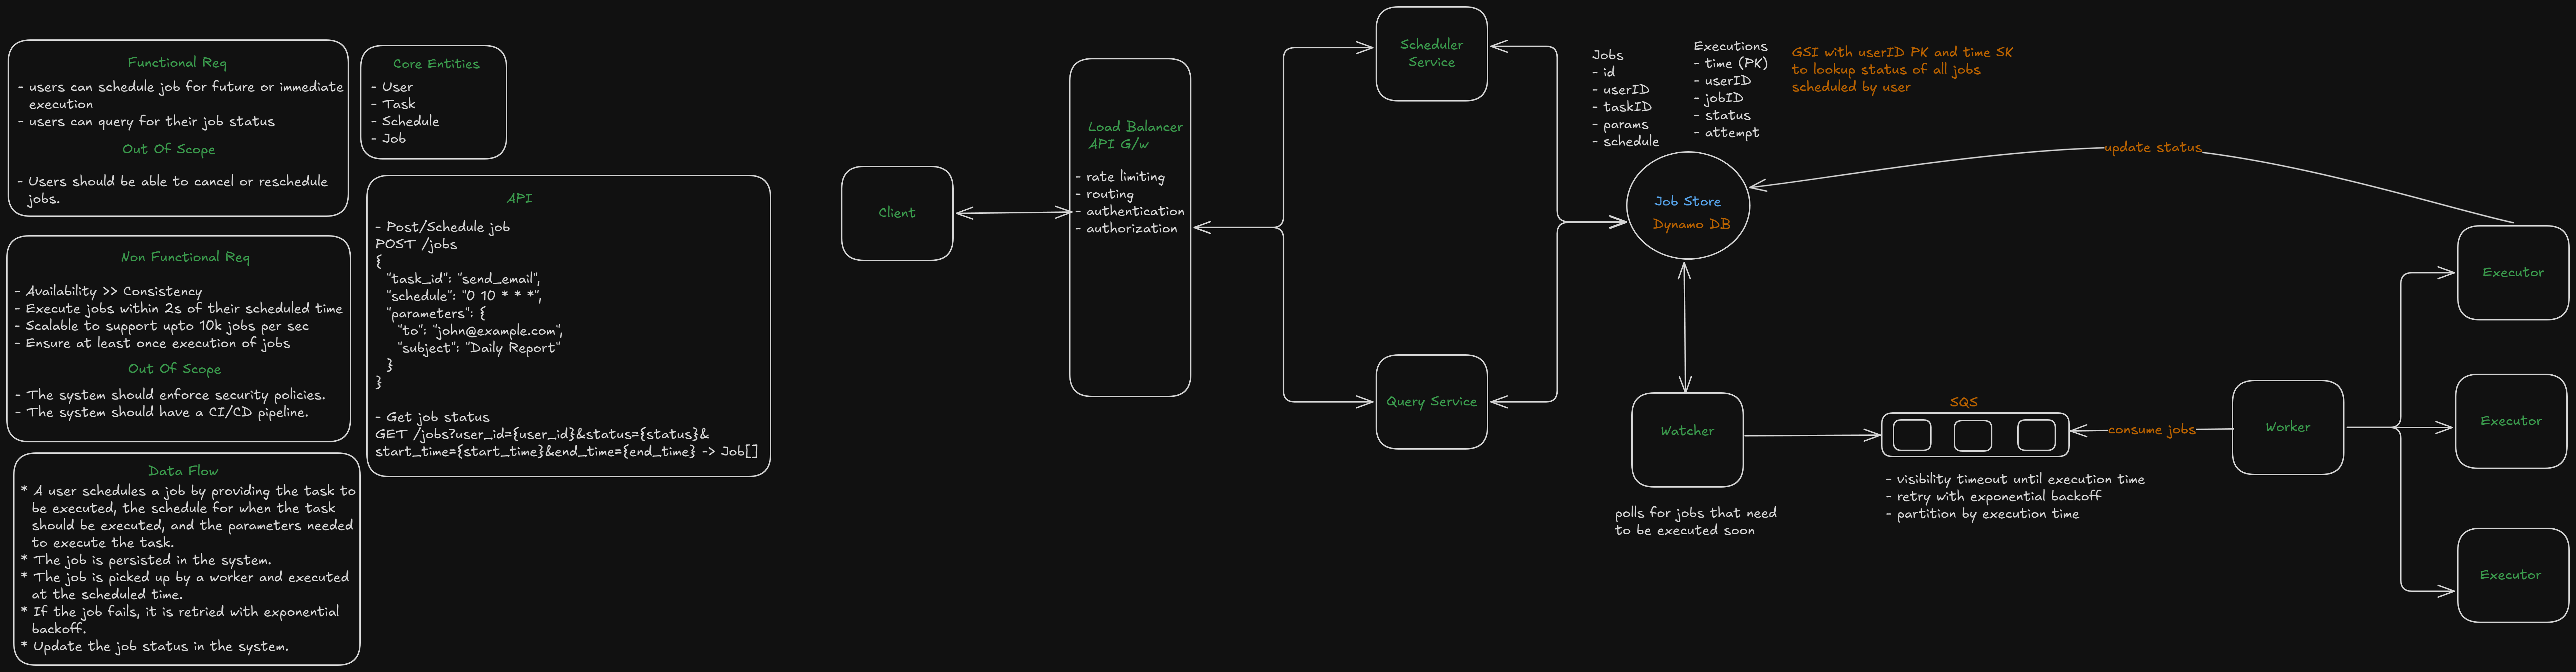 Functional Req
- users can schedule job for future or immediate
execution
- users can query for their job status
Out Of Scope
- Users should be able to cancel or reschedule
jobs.
Core Entities
- User
- Task
- Schedule
- Job
Non Functional Req
- Availability >> Consistency
- Execute jobs within 2s of their scheduled time
- Scalable to support upto 10k jobs per sec
- Ensure at least once execution of jobs
Out Of Scope
- The system should enforce security policies.
- The system should have a CI/CD pipeline.
API
- Post/Schedule job
POST /jobs
{
"task_id": "send_email",
"schedule": "0 10 * * *",
"parameters": {
"to": "john@example.com",
"subject": "Daily Report"
}
}
- Get job status
GET /jobs?user_id={user_id}&status={status}&
start_time={start_time}&end_time={end_time} -> Job[]
Data Flow
* A user schedules a job by providing the task to
be executed, the schedule for when the task
should be executed, and the parameters needed
to execute the task.
* The job is persisted in the system.
* The job is picked up by a worker and executed
at the scheduled time.
* If the job fails, it is retried with exponential
backoff.
* Update the job status in the system.
Client
Load Balancer
API G/w
- rate limiting
- routing
- authentication
- authorization
Scheduler
Service
Query Service
Jobs
- id
- userID
- taskID
- params
- schedule
Executions
- time (PK)
- userID
- jobID
- status
- attempt
GSI with userID PK and time SK
to lookup status of all jobs
scheduled by user
Job Store
Dynamo DB
update status
Watcher
polls for jobs that need
to be executed soon
SQS
- visibility timeout until execution time
- retry with exponential backoff
- partition by execution time
consume jobs
Worker
Executor
Executor
Executor